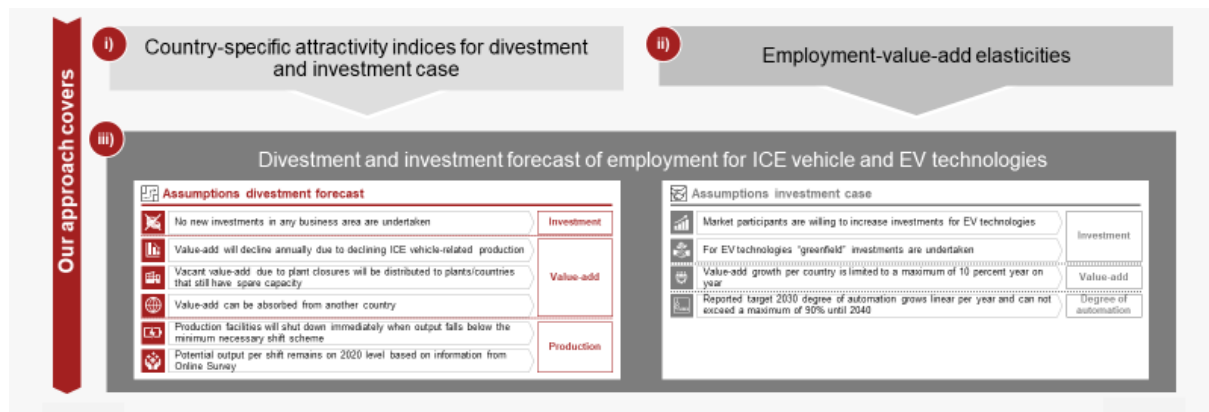 Our approach covers
i)
Country-specific attractivity indices for divestment
and investment case
ii)
Employment-value-add elasticities
iii)
Divestment and investment forecast of employment for ICE vehicle and EV technologies
Assumptions divestment forecast
No new investments in any business area are undertaken
Investment
Value-add will decline annually due to declining ICE vehicle-related production
Vacant value-add due to plant closures will be distributed to plants/countries
that still have spare capacity
Value-add can be absorbed from another country
Value-add
Production facilities will shut down immediately when output falls below the
minimum necessary shift scheme
Potential output per shift remains on 2020 level based on information from
Online Survey
Production
Assumptions investment case
Market participants are willing to increase investments for EV technologies
For EV technologies "greenfield" investments are undertaken
Investment
Value-add growth per country is limited to a maximum of 10 percent year on
year
Value-add
Reported target 2030 degree of automation grows linear per year and can not
exceed a maximum of 90% until 2040
Degree of
automation